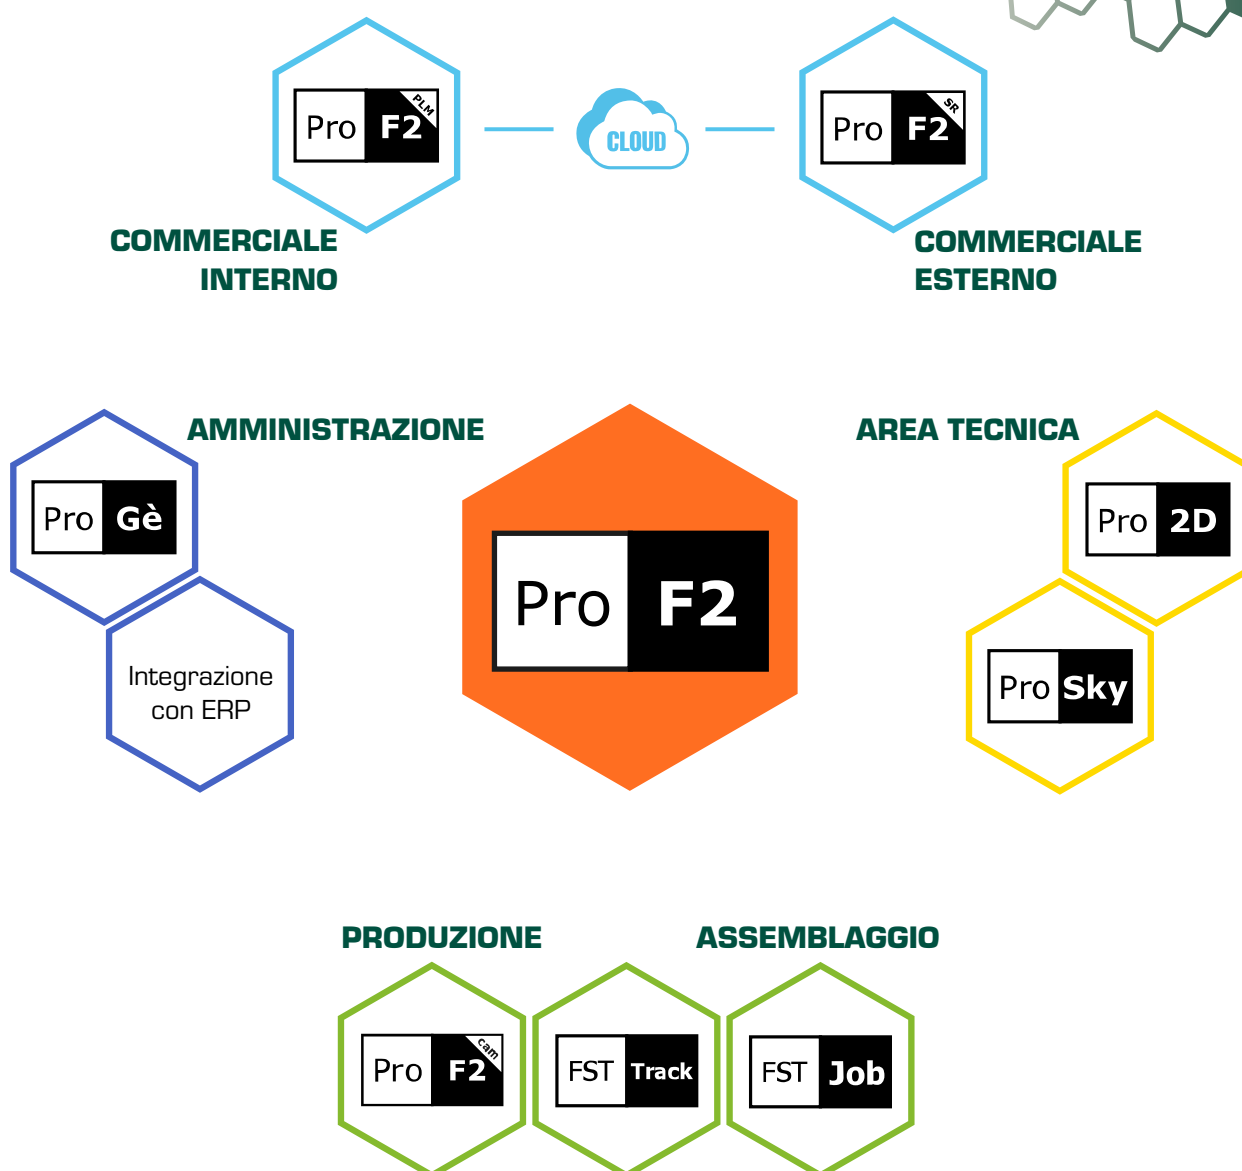 Pro F2 PLM
CLOUD
Pro F2 SR
COMMERCIALE
INTERNO
COMMERCIALE
ESTERNO
AMMINISTRAZIONE
AREA TECNICA
Pro Gè
Pro F2
Pro 2D
Integrazione
con ERP
Pro Sky
PRODUZIONE
ASSEMBLAGGIO
Pro F2 cam
FST Track
FST Job